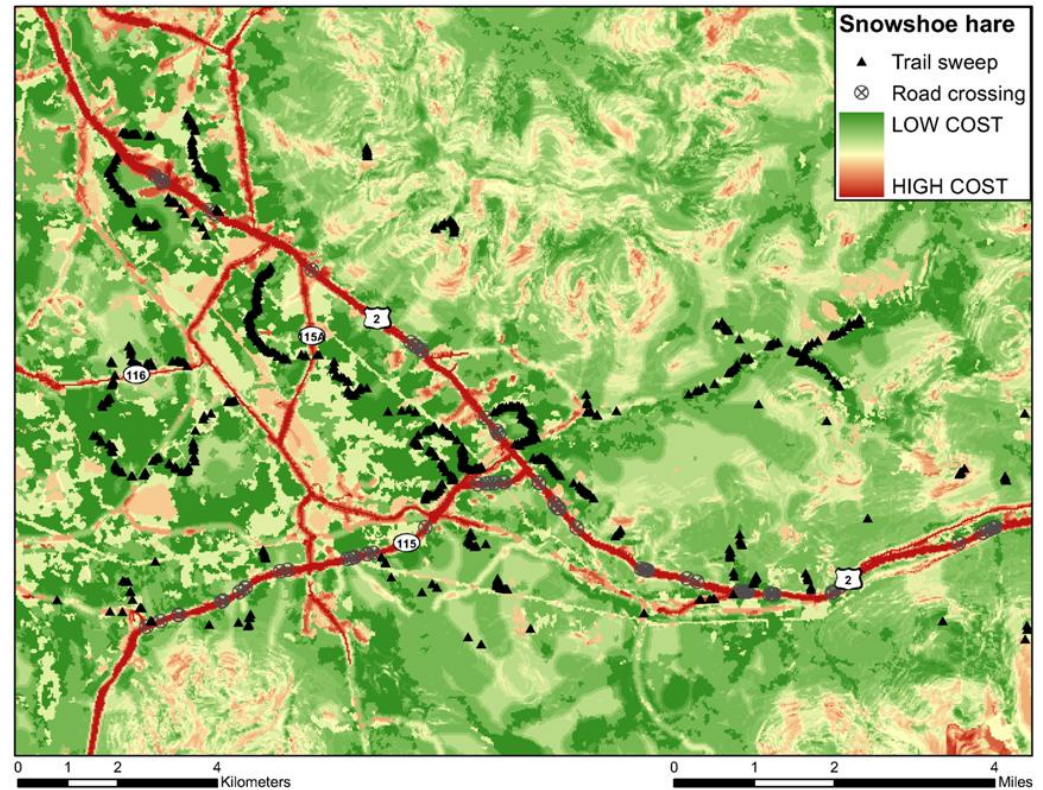 Snowshoe hare
Trail sweep
Road crossing
LOW COST
HIGH COST
2
115A
116
115
2
0 1 2 4
Kilometers
0 1 2 4
Miles